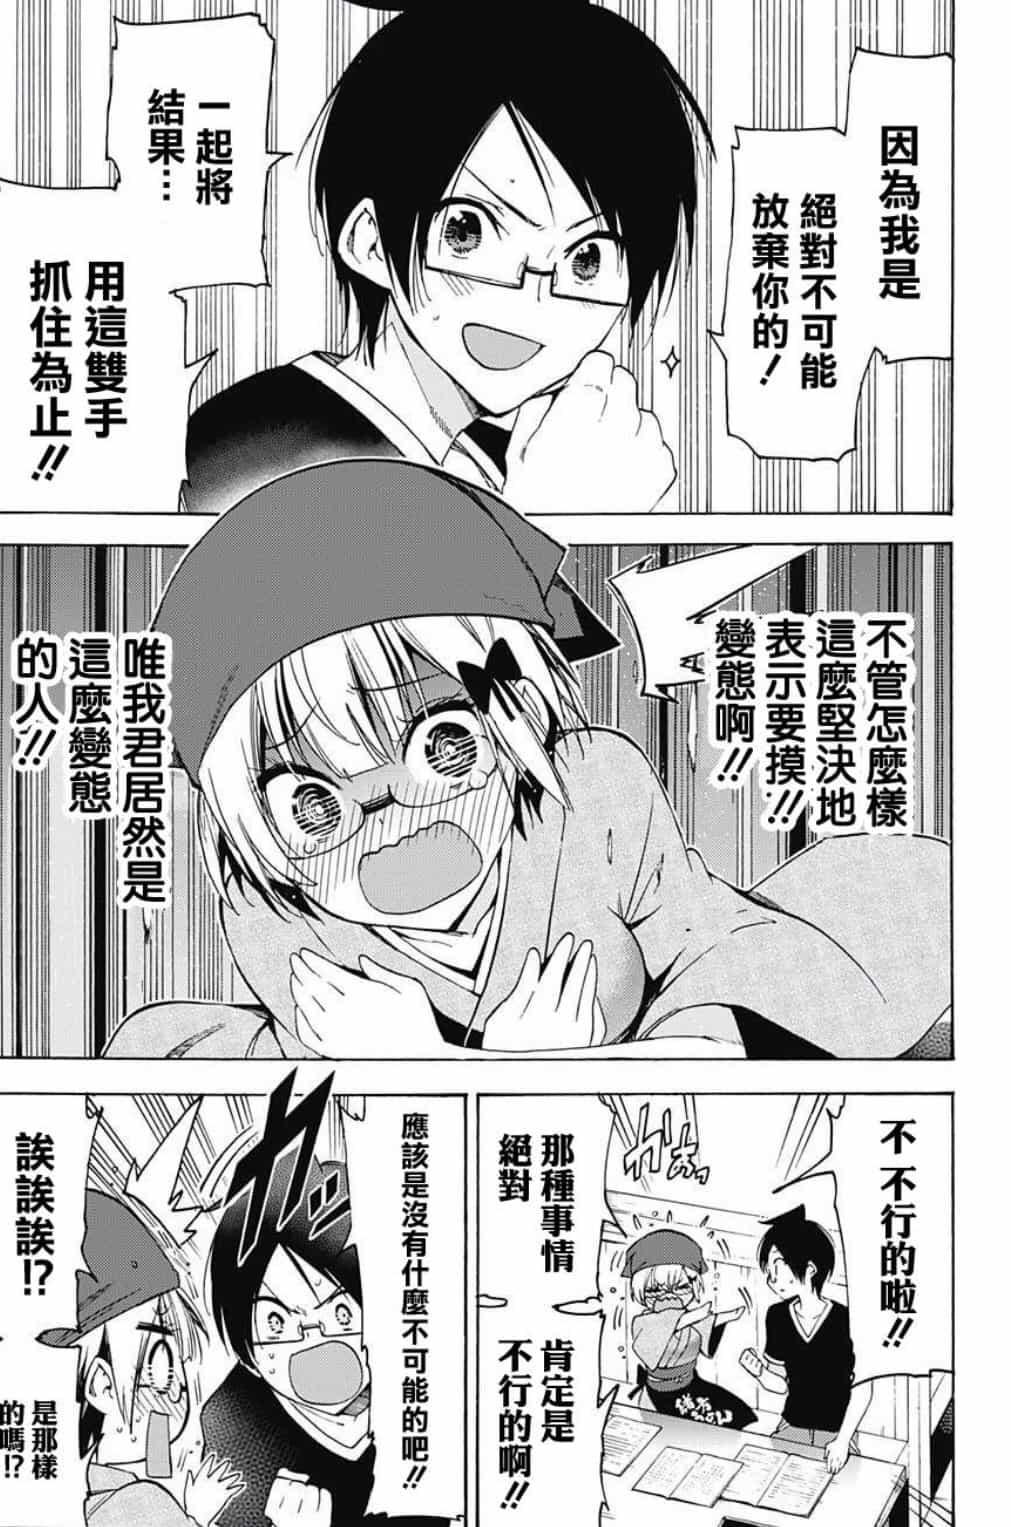 因為我是
絕對不可能
放棄你的！
一起將
結果…
用這雙手
抓住為止!!
不管怎麼樣
這麼堅決地
表示要摸!!
變態啊!!
唯我君居然是
這麼變態
的人!!
不 不行的啦!!
那種事情
絕對
肯定是
不行的啊!!
應該是沒有什麼不可能的吧!!
誒誒誒!?
是那樣
的嗎!?